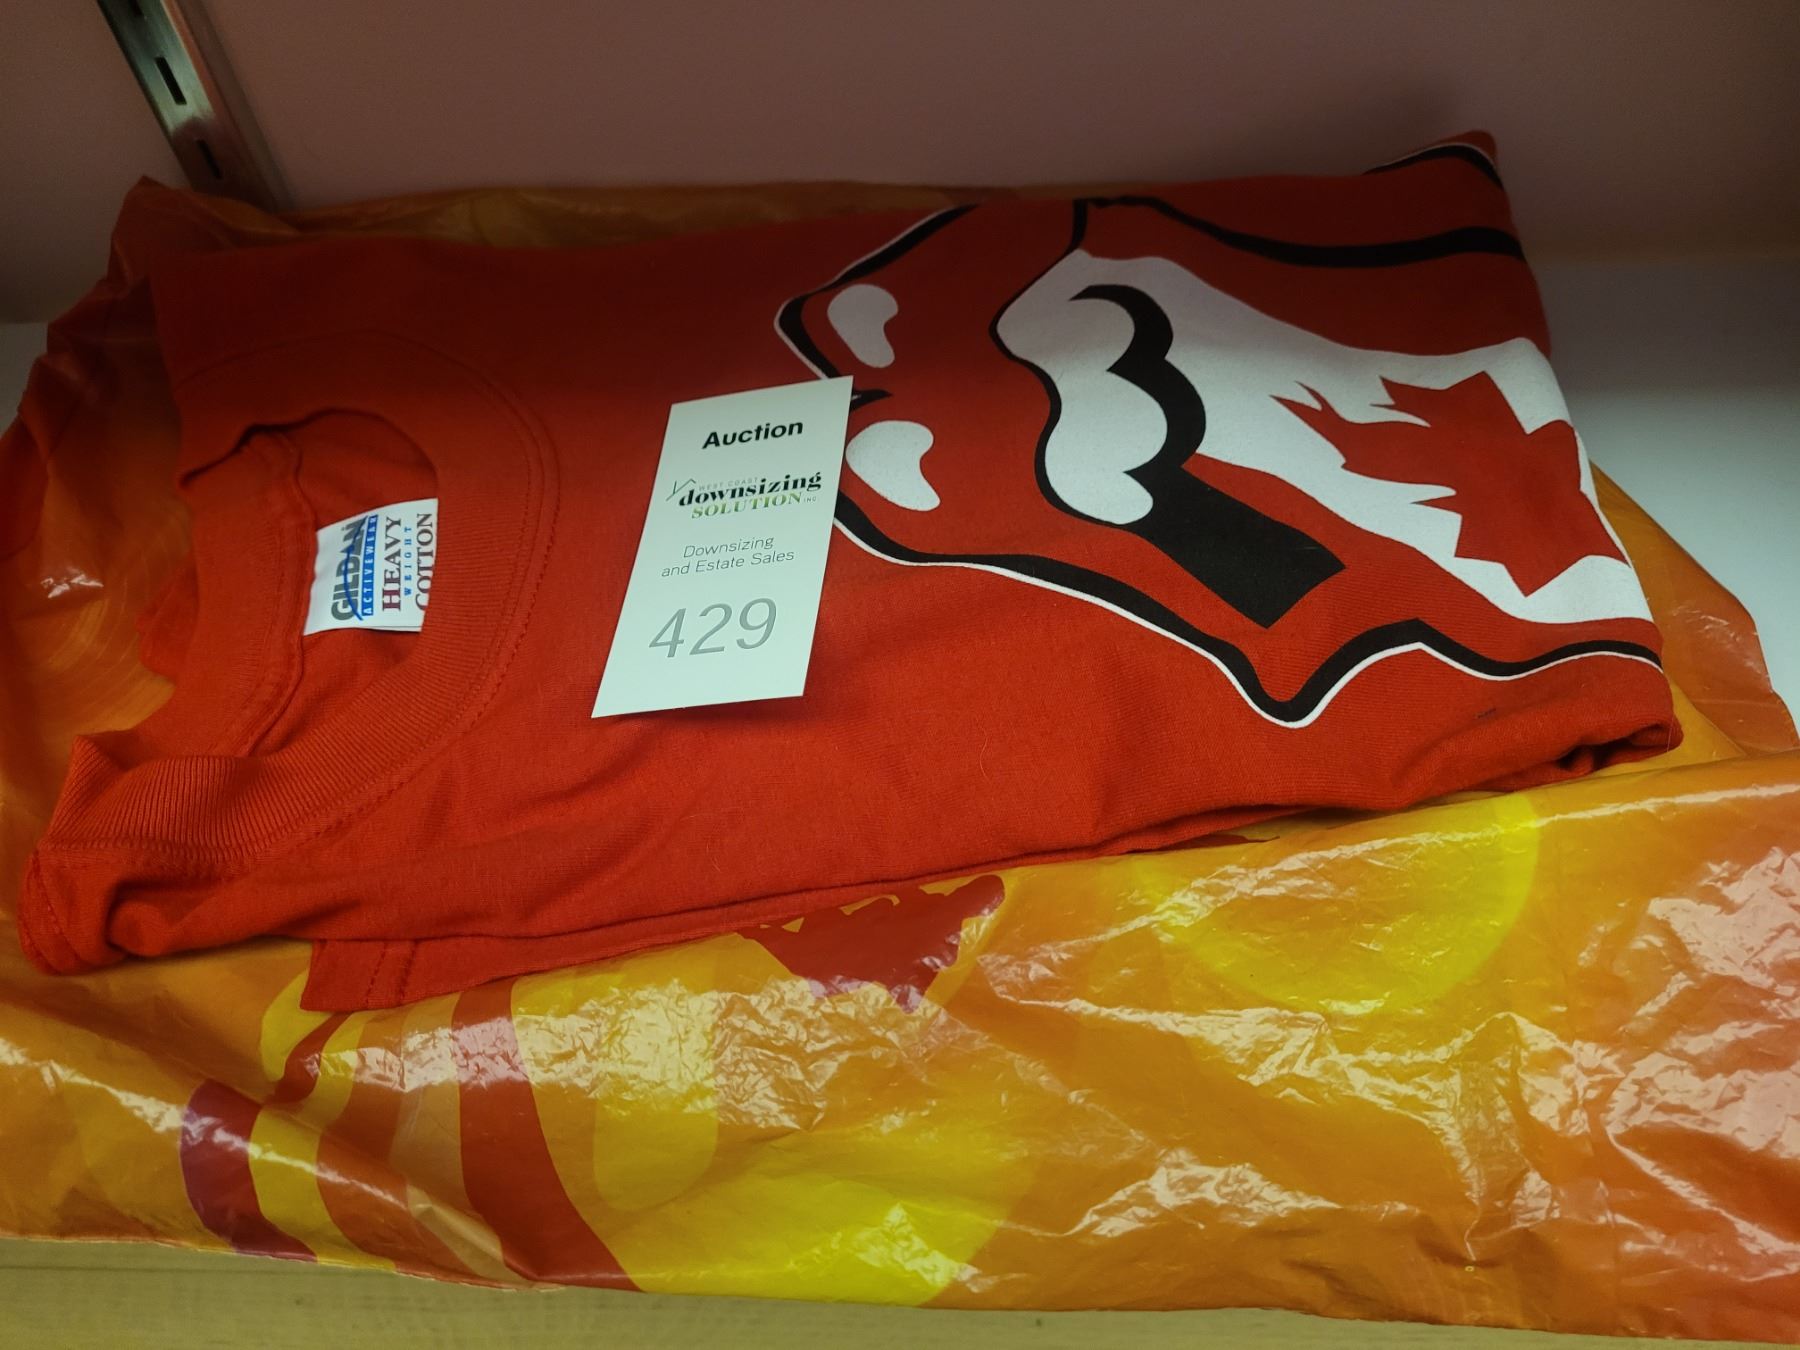 Auction
WEST COAST
downsizing
SOLUTION INC.
Downsizing
and Estate Sales
429
GILDAN
ACTIVEWEAR
HEAVY
WEIGHT
COTTON